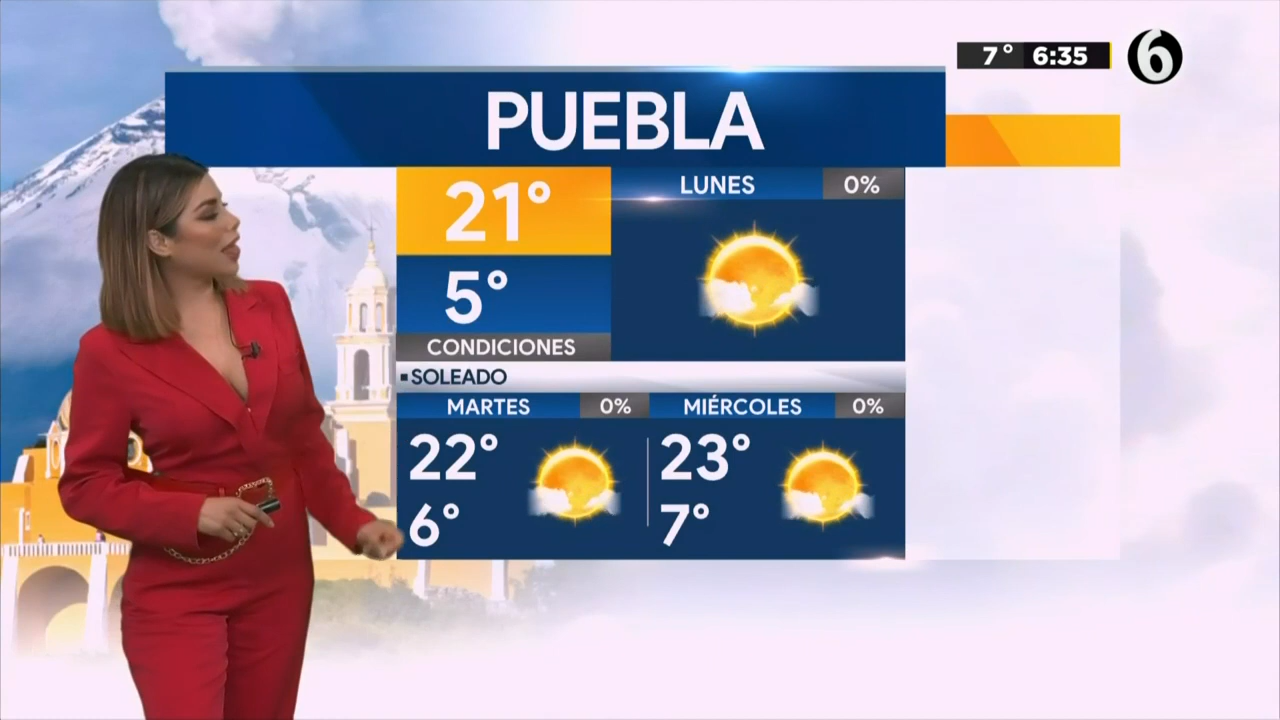 7° 6:35 6
PUEBLA
21°
LUNES 0%
5°
CONDICIONES
SOLEADO
MARTES 0%
22°
6°
MIÉRCOLES 0%
23°
7°